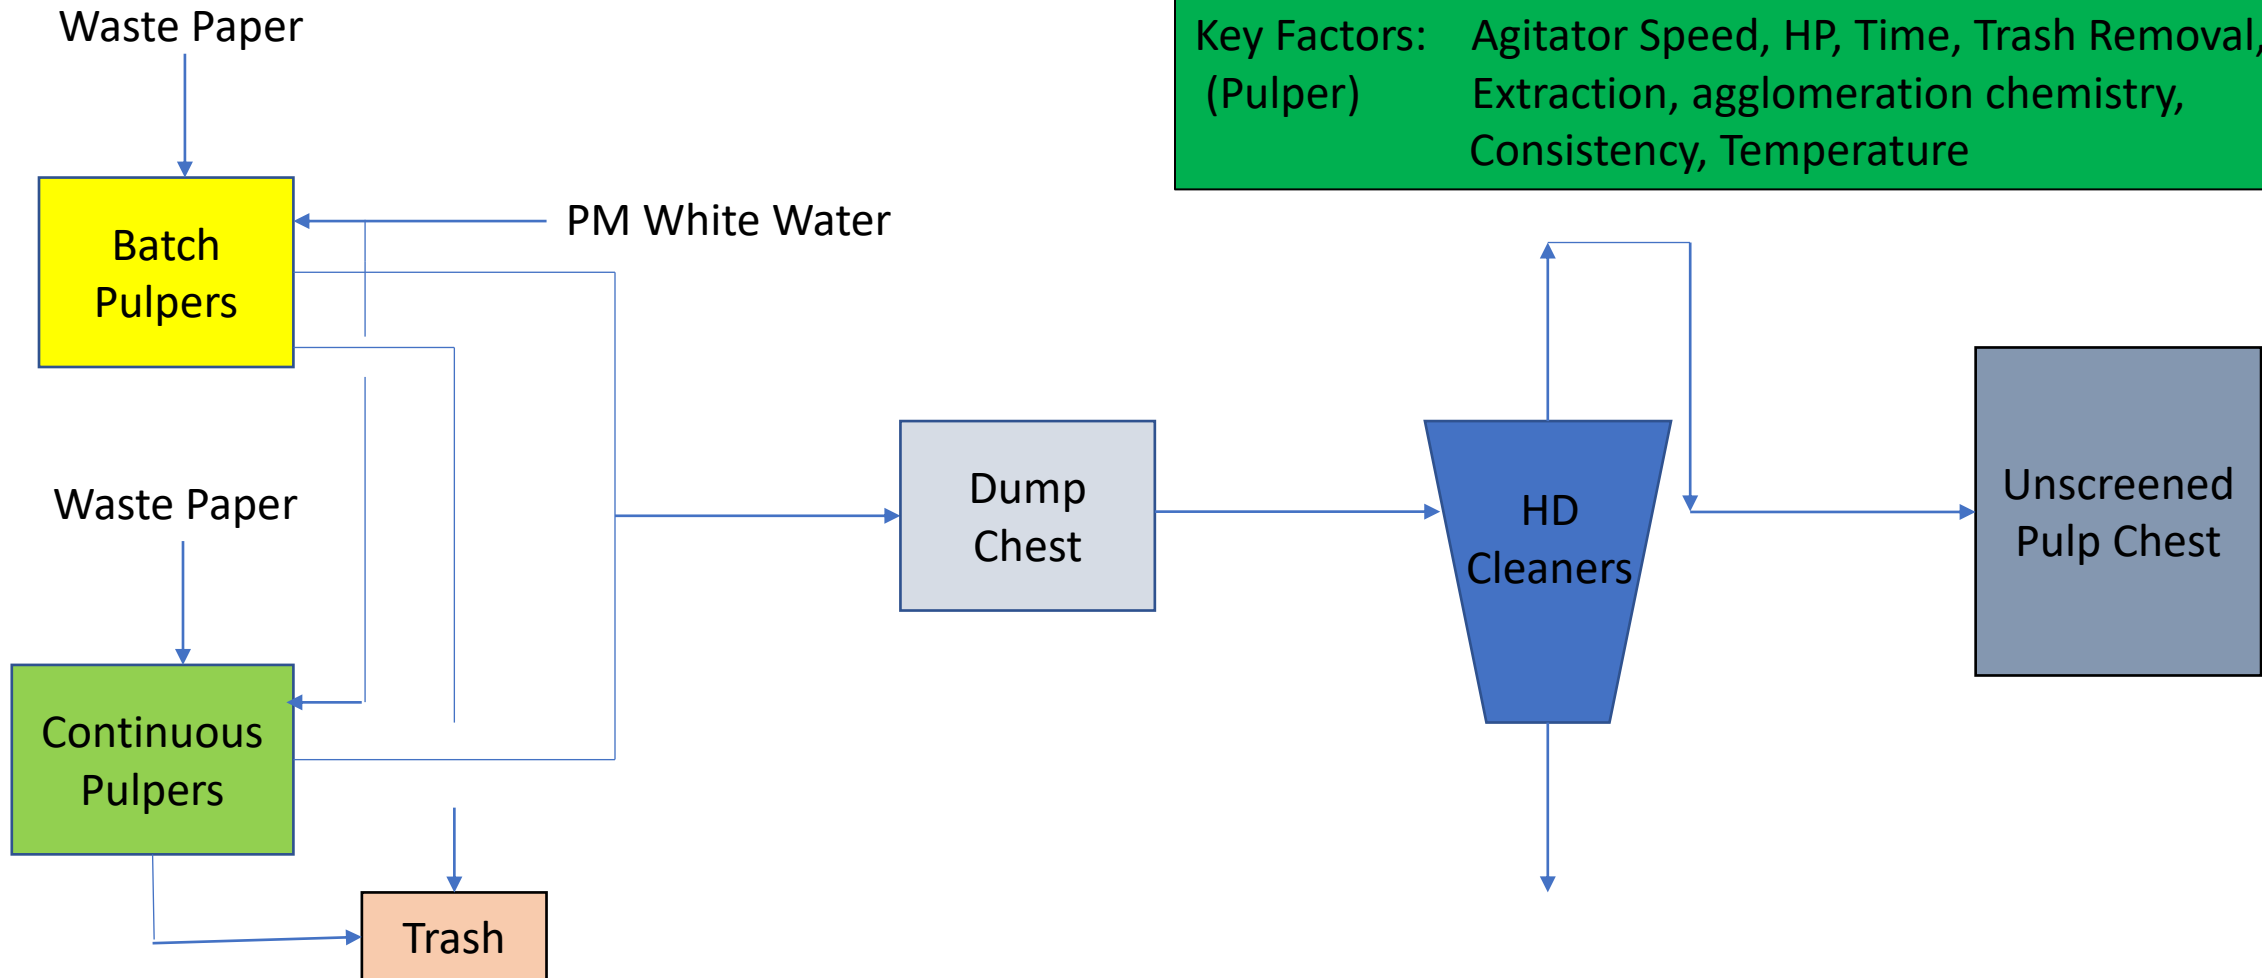 Waste Paper
Key Factors: Agitator Speed, HP, Time, Trash Removal,
(Pulper) Extraction, agglomeration chemistry,
Consistency, Temperature
Batch
Pulpers
PM White Water
Waste Paper
Dump
Chest
HD
Cleaners
Unscreened
Pulp Chest
Continuous
Pulpers
Trash